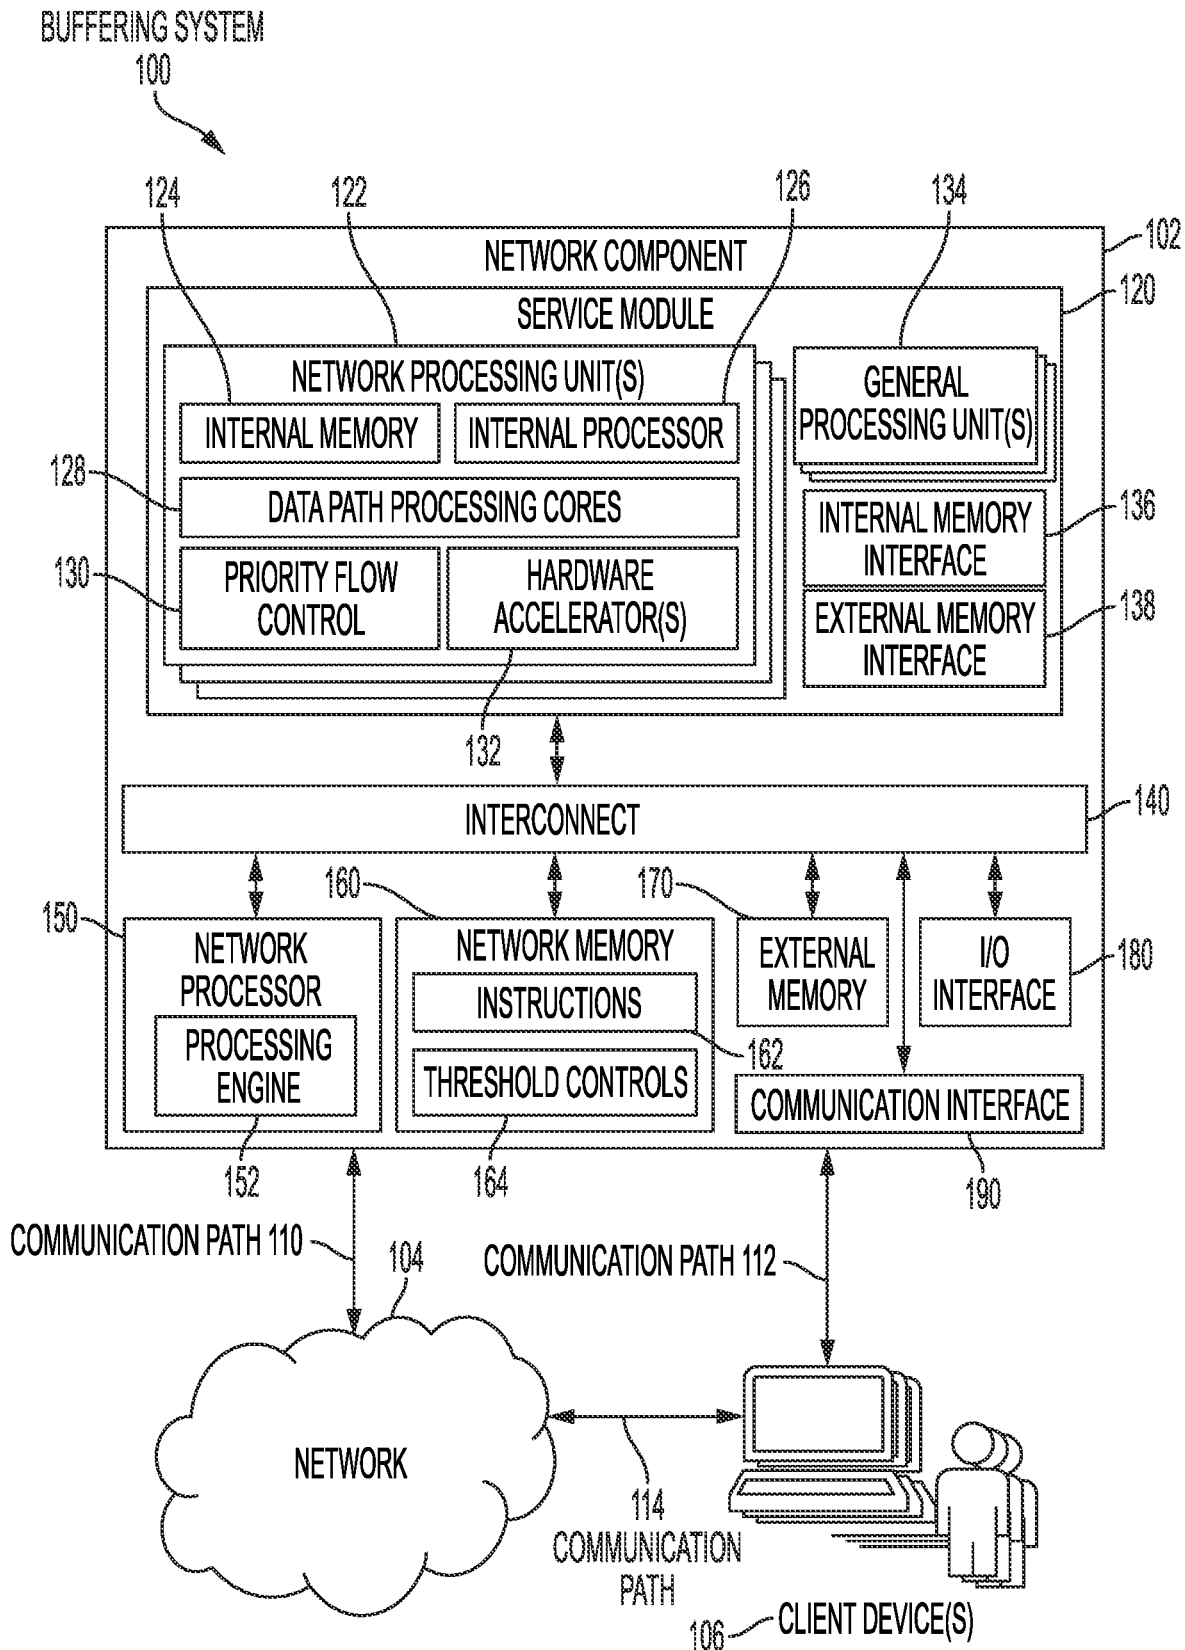 BUFFERING SYSTEM
100
124
122
126
134
102
NETWORK COMPONENT
120
SERVICE MODULE
NETWORK PROCESSING UNIT(S)
GENERAL
PROCESSING UNIT(S)
INTERNAL MEMORY
INTERNAL PROCESSOR
128
DATA PATH PROCESSING CORES
136
INTERNAL MEMORY
INTERFACE
130
PRIORITY FLOW
CONTROL
HARDWARE
ACCELERATOR(S)
138
EXTERNAL MEMORY
INTERFACE
132
140
INTERCONNECT
160
170
150
NETWORK
PROCESSOR
NETWORK MEMORY
EXTERNAL
MEMORY
I/O
INTERFACE
180
INSTRUCTIONS
162
PROCESSING
ENGINE
THRESHOLD CONTROLS
COMMUNICATION INTERFACE
152
164
190
COMMUNICATION PATH 110
104
COMMUNICATION PATH 112
NETWORK
114
COMMUNICATION
PATH
106
CLIENT DEVICE(S)